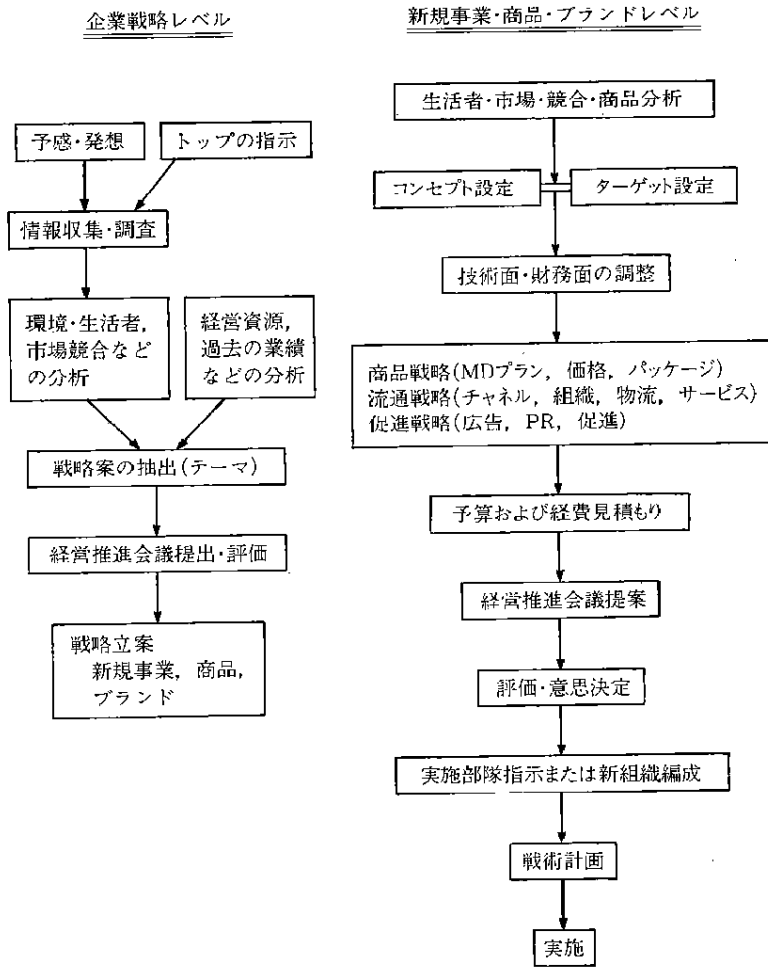 企業戦略レベル
予感・発想
トップの指示
情報収集・調査
環境・生活者,
市場競合など
の分析
経営資源,
過去の業績
などの分析
戦略案の抽出(テーマ)
経営推進会議提出・評価
戦略立案
新規事業, 商品,
ブランド
新規事業・商品・ブランドレベル
生活者・市場・競合・商品分析
コンセプト設定
ターゲット設定
技術面・財務面の調整
商品戦略(MDプラン, 価格, パッケージ)
流通戦略(チャネル, 組織, 物流, サービス)
促進戦略(広告, PR, 促進)
予算および経費見積もり
経営推進会議提案
評価・意思決定
実施部隊指示または新組織編成
戦術計画
実施